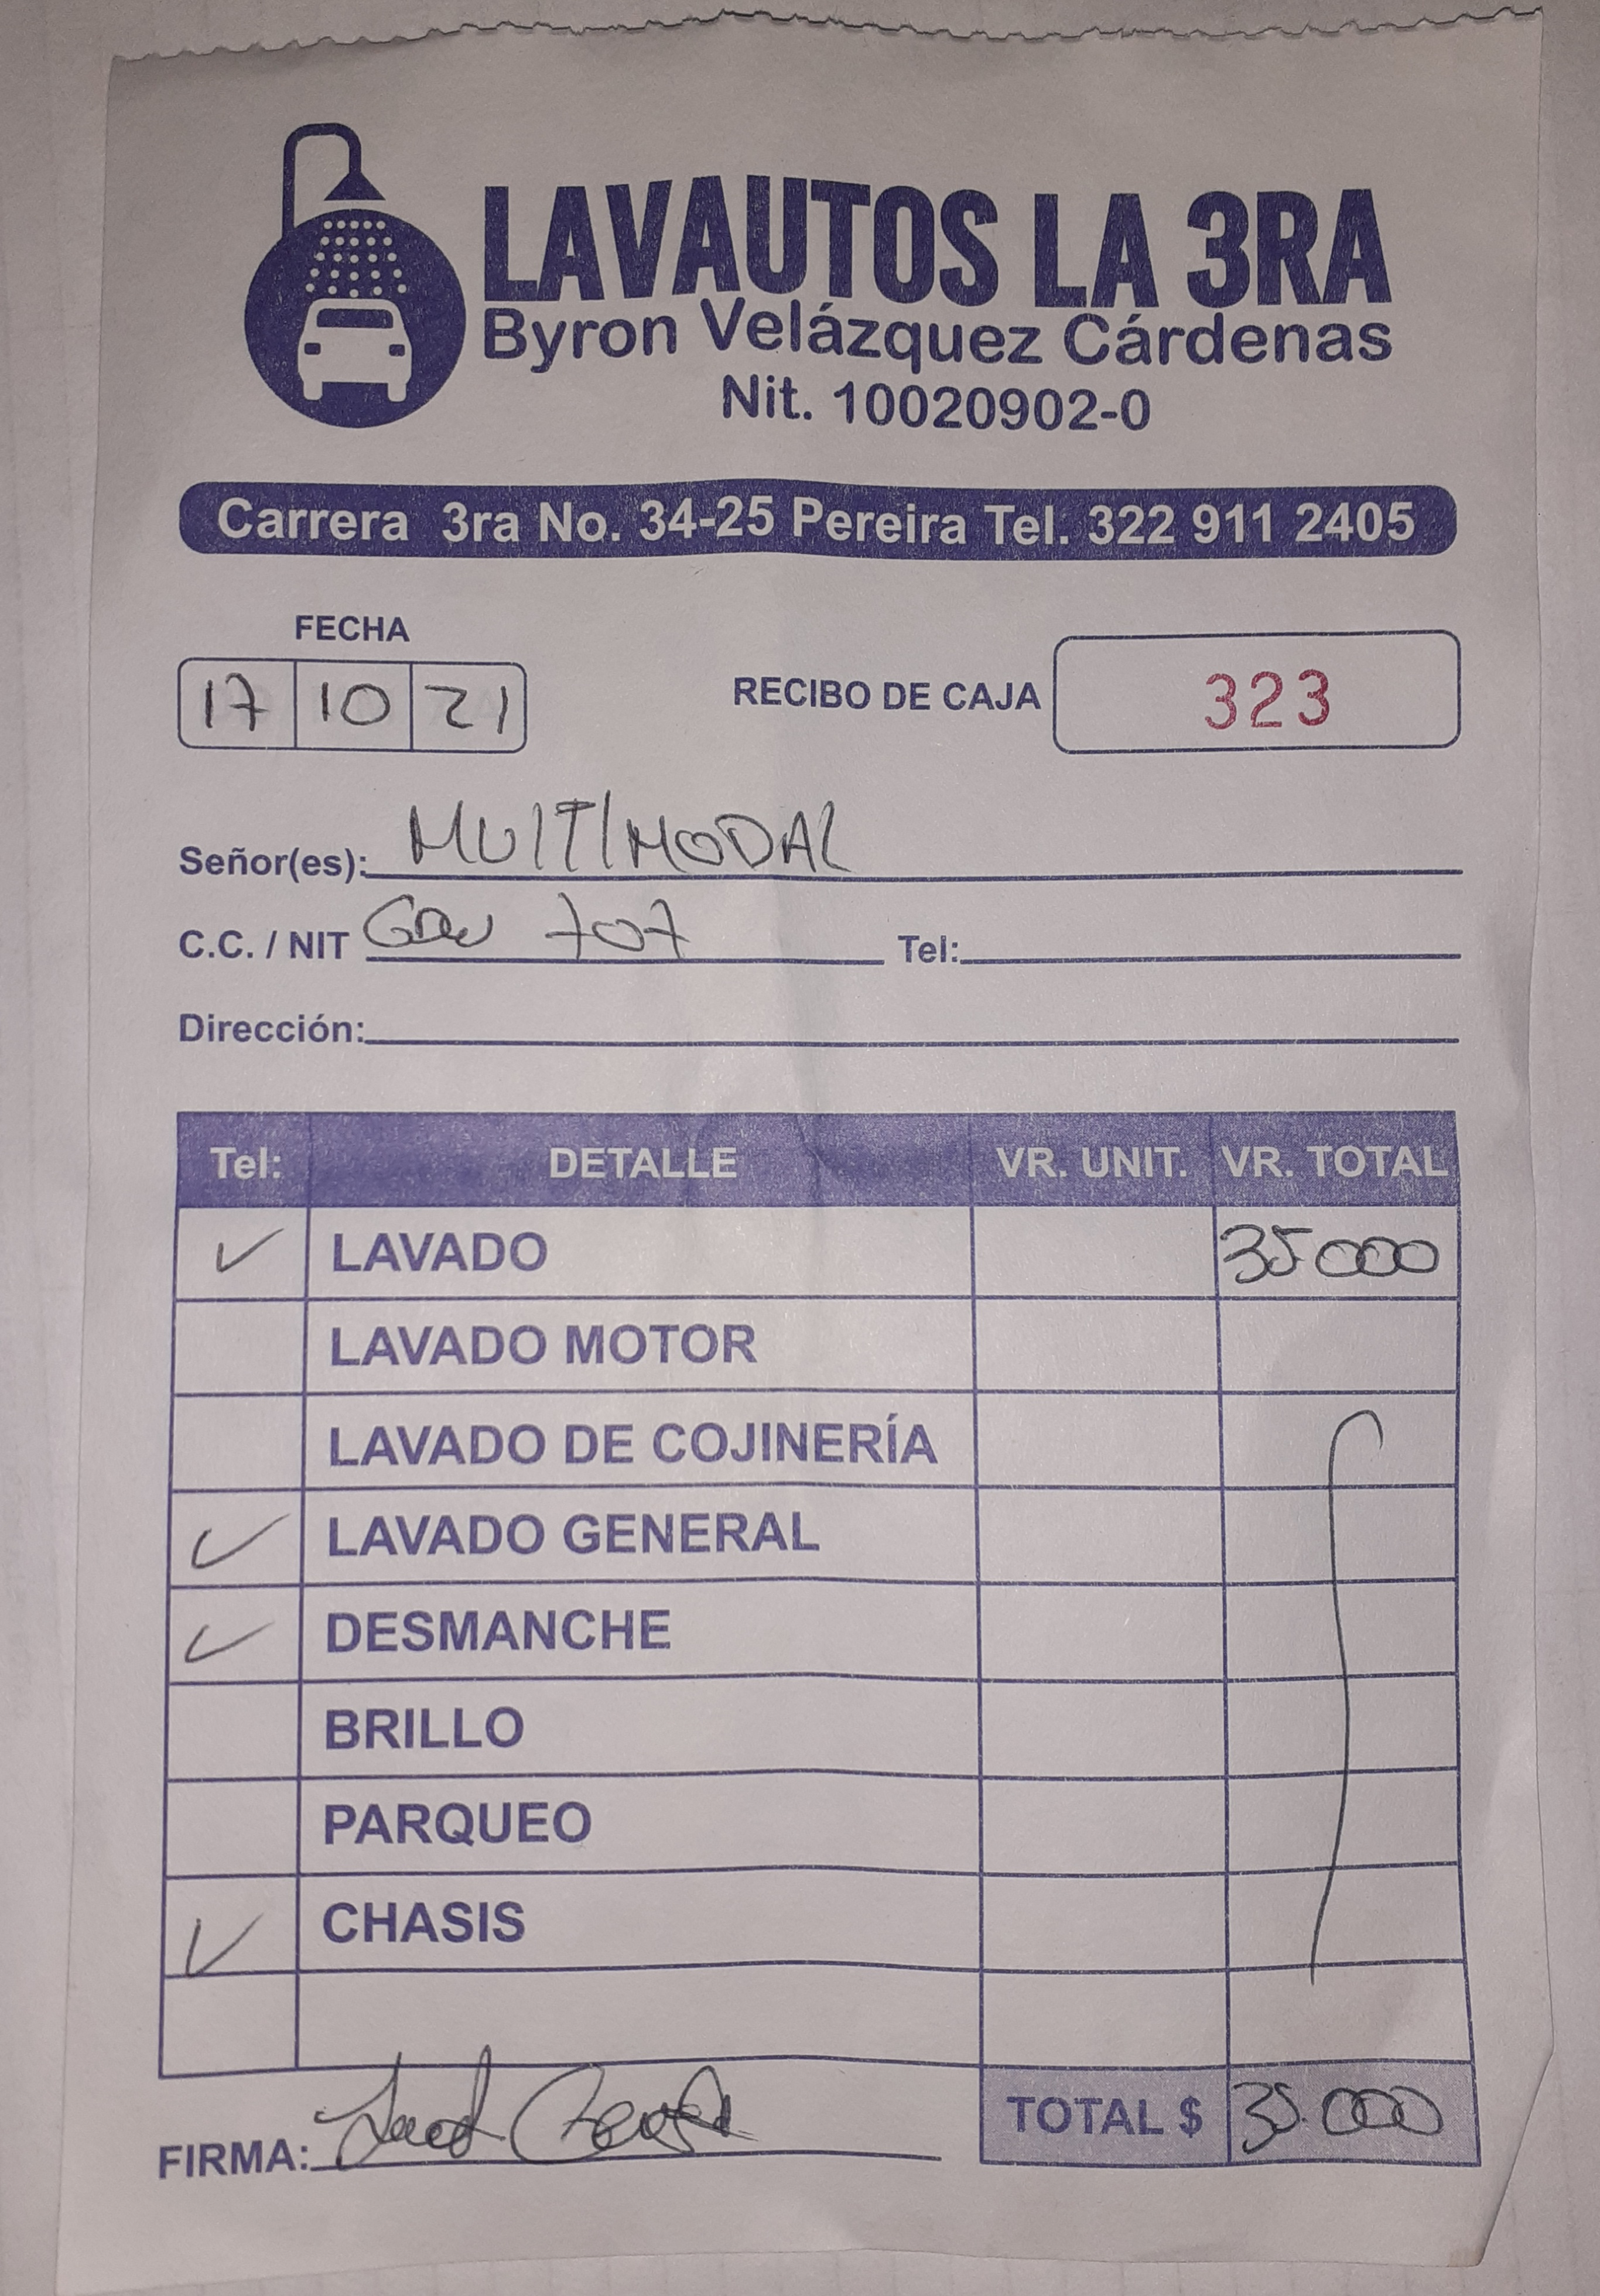 LAVAUTOS LA 3RA
Byron Velázquez Cárdenas
Nit. 10020902-0
Carrera 3ra No. 34-25 Pereira Tel. 322 911 2405
FECHA
17 10 21
RECIBO DE CAJA 323
Señor(es): MULTIMODAL
C.C. / NIT 707 Tel:
Dirección:
Tel: DETALLE VR. UNIT. VR. TOTAL
✓ LAVADO 35000
LAVADO MOTOR
LAVADO DE COJINERÍA
✓ LAVADO GENERAL
✓ DESMANCHE
BRILLO
PARQUEO
✓ CHASIS
TOTAL $ 35.000
FIRMA: